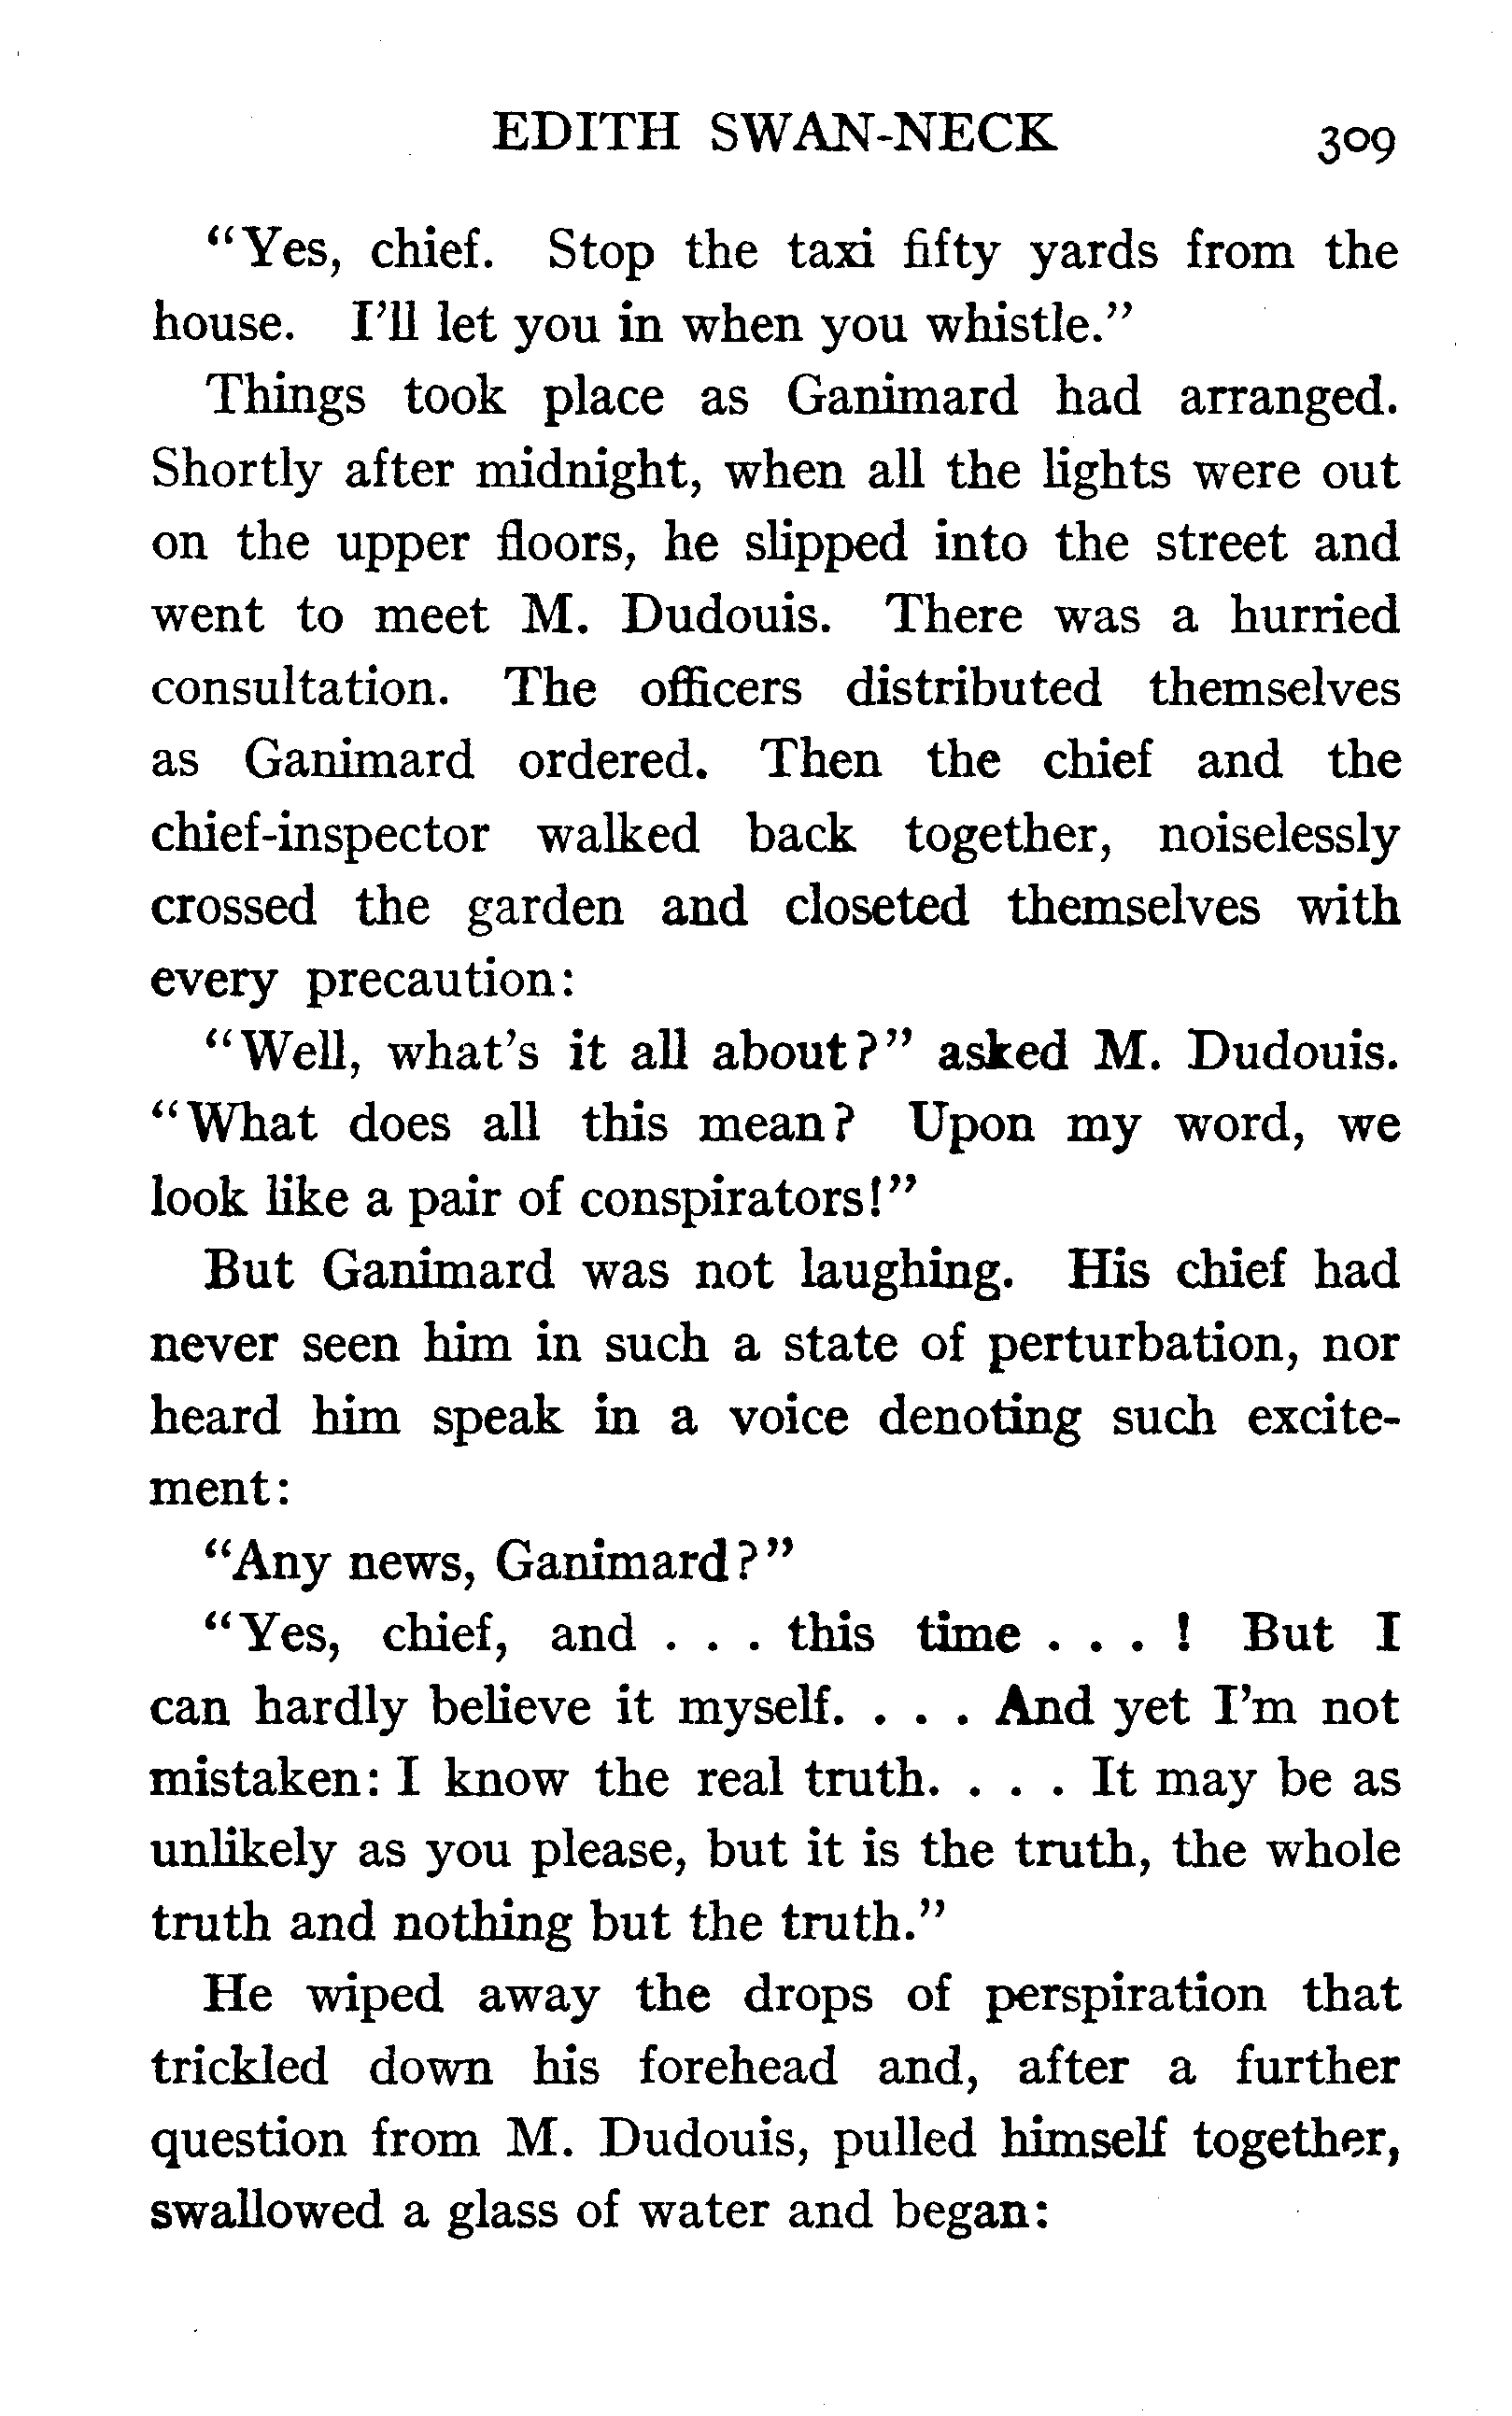 EDITH SWAN-NECK 309
"Yes, chief. Stop the taxi fifty yards from the
house. I'll let you in when you whistle."
Things took place as Ganimard had arranged.
Shortly after midnight, when all the lights were out
on the upper floors, he slipped into the street and
went to meet M. Dudouis. There was a hurried
consultation. The officers distributed themselves
as Ganimard ordered. Then the chief and the
chief-inspector walked back together, noiselessly
crossed the garden and closeted themselves with
every precaution:
"Well, what's it all about?" asked M. Dudouis.
"What does all this mean? Upon my word, we
look like a pair of conspirators!"
But Ganimard was not laughing. His chief had
never seen him in such a state of perturbation, nor
heard him speak in a voice denoting such excite-
ment:
"Any news, Ganimard?"
"Yes, chief, and . . . this time . . . ! But I
can hardly believe it myself. . . . And yet I'm not
mistaken: I know the real truth. . . . It may be as
unlikely as you please, but it is the truth, the whole
truth and nothing but the truth."
He wiped away the drops of perspiration that
trickled down his forehead and, after a further
question from M. Dudouis, pulled himself together,
swallowed a glass of water and began: